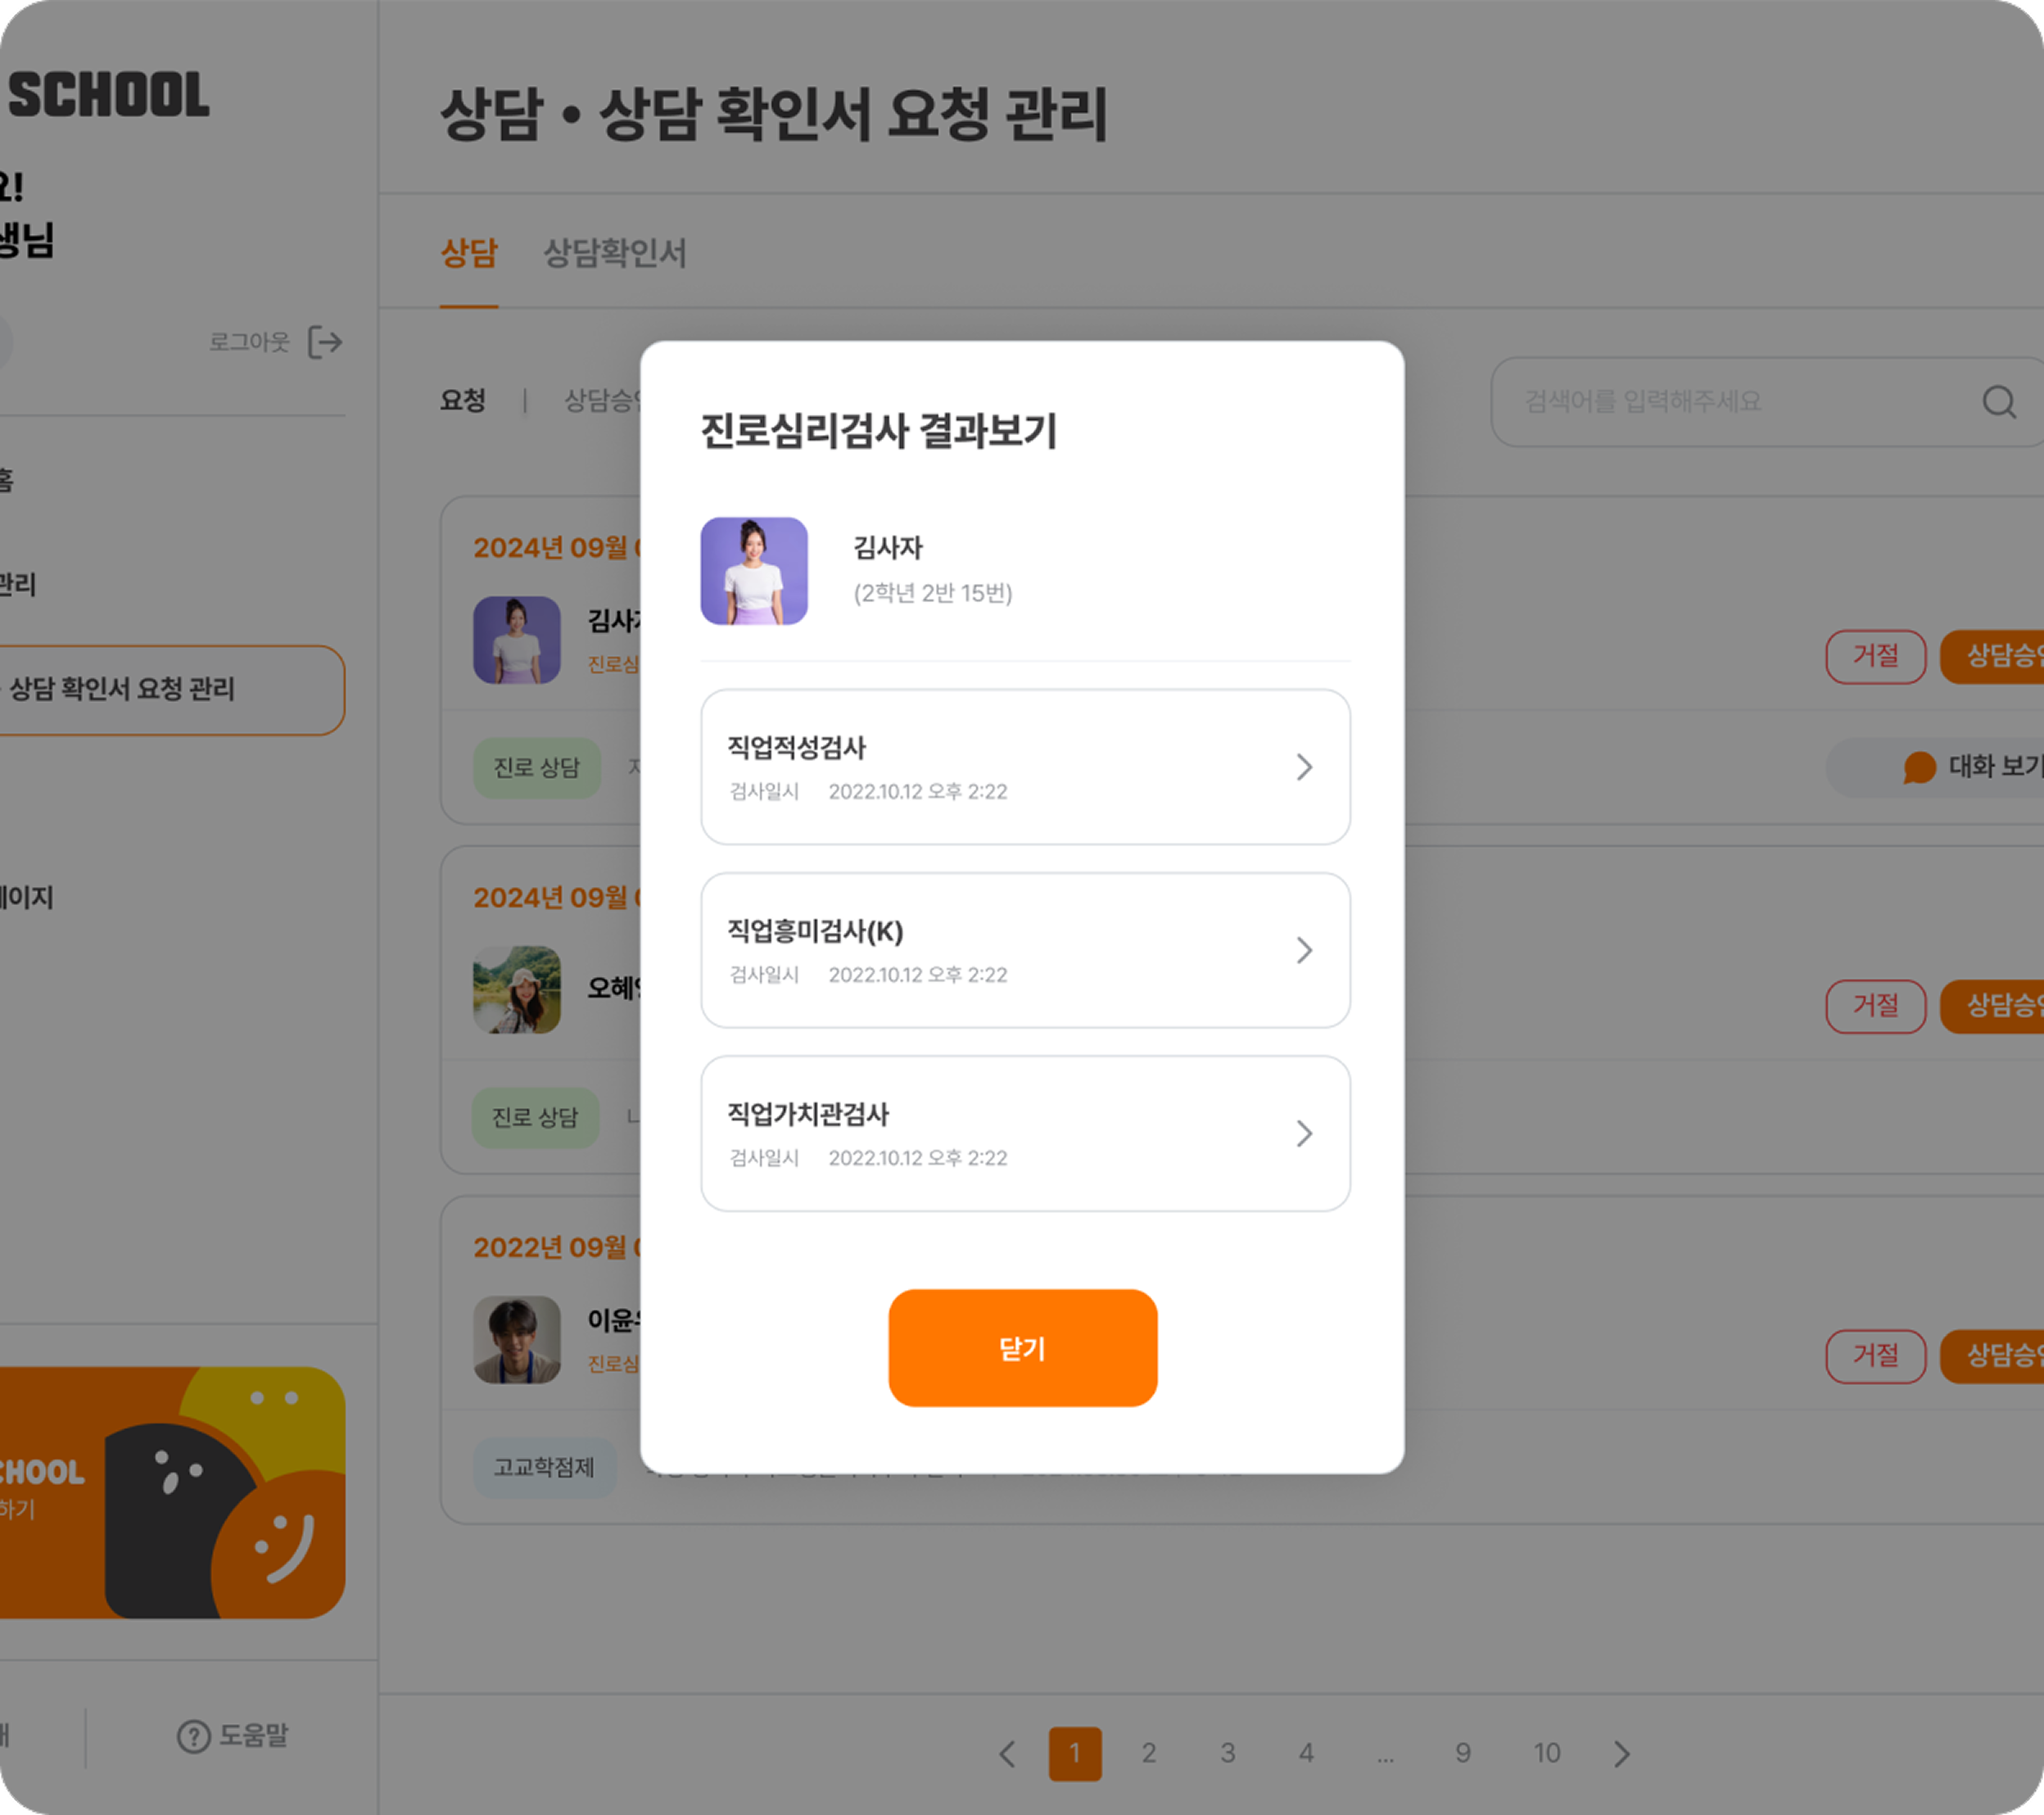 SCHOOL
요!
생님
로그아웃
홈
관리
상담 확인서 요청 관리
페이지
SCHOOL
하기
도움말
상담 • 상담 확인서 요청 관리
상담 상담확인서
요청 | 상담승인
검색어를 입력해주세요
2024년 09월
김사자
진로심
거절 상담승인
진로 상담
대화 보기
2024년 09월
오혜
거절 상담승인
진로 상담
2022년 09월
이윤
진로심
거절 상담승인
고교학점제
진로심리검사 결과보기
김사자
(2학년 2반 15번)
직업적성검사
검사일시 2022.10.12 오후 2:22
직업흥미검사(K)
검사일시 2022.10.12 오후 2:22
직업가치관검사
검사일시 2022.10.12 오후 2:22
닫기
1 2 3 4 ... 9 10